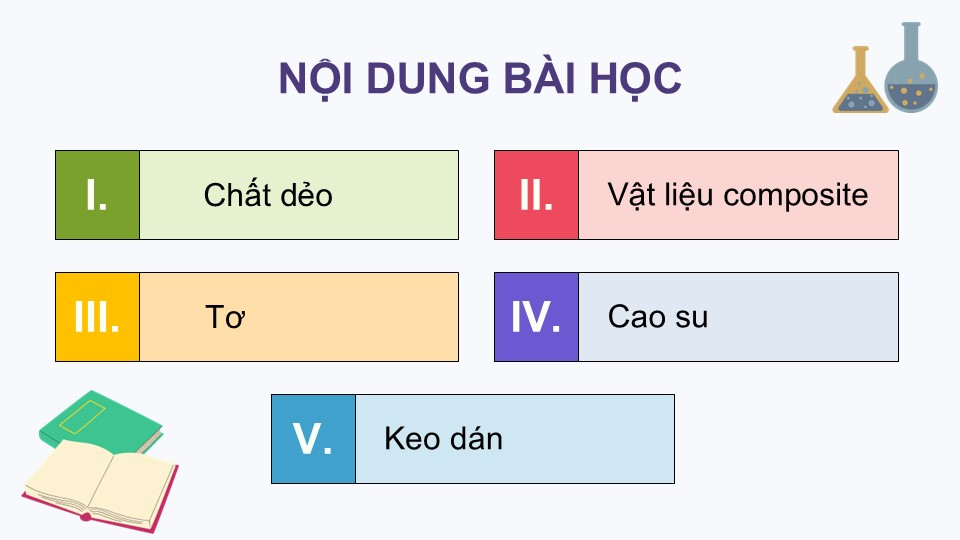 NỘI DUNG BÀI HỌC
I. Chất dẻo
II. Vật liệu composite
III. Tơ
IV. Cao su
V. Keo dán